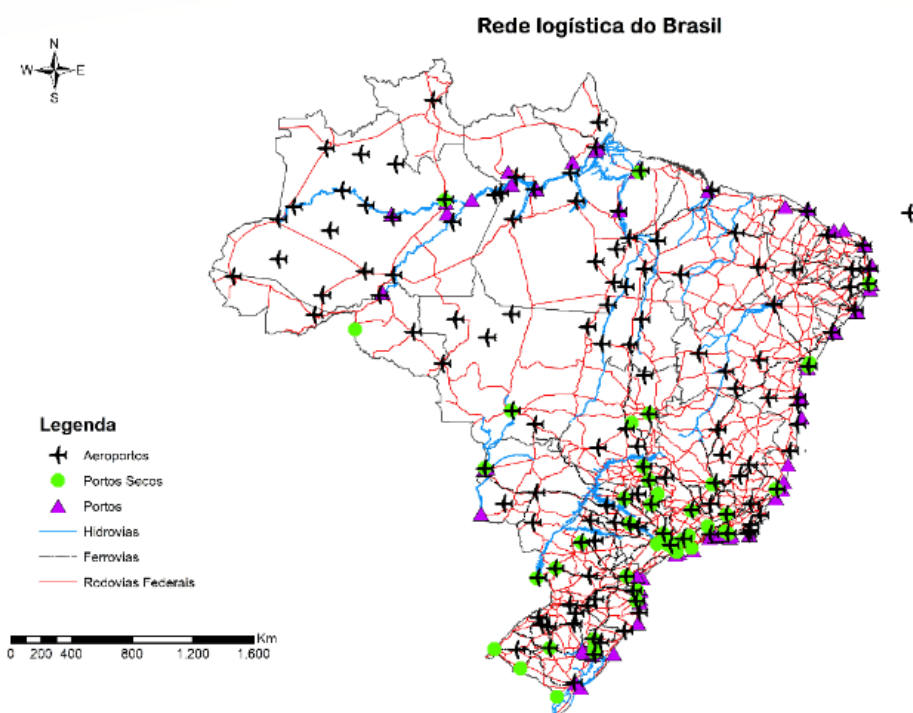 Rede logística do Brasil
N
W E
S
Legenda
Aeroportos
Portos Secos
Portos
Hidrovias
Ferrovias
Rodovias Federais
Km
0 200 400 800 1.200 1.600